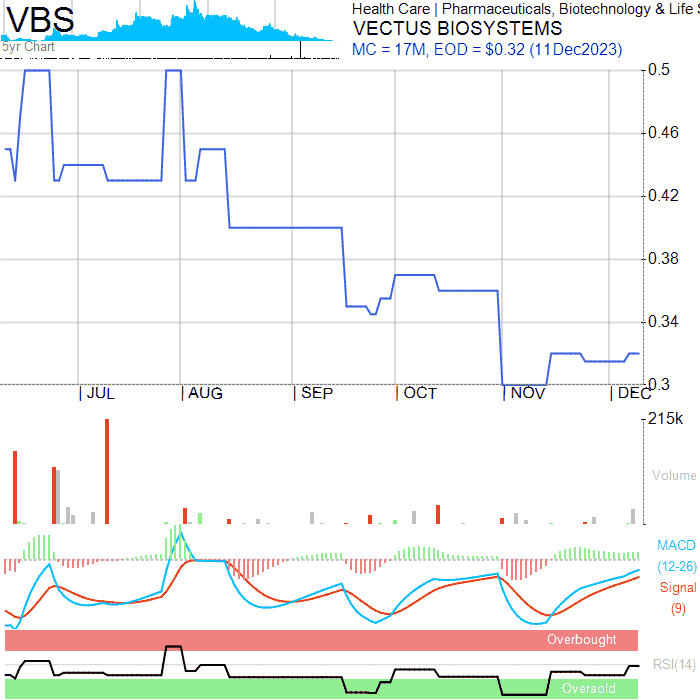 VBS
5yr Chart
Health Care | Pharmaceuticals, Biotechnology & Life S
VECTUS BIOSYSTEMS
MC = 17M, EOD = $0.32 (11Dec2023)
0.5
0.46
0.42
0.38
0.34
0.3
JUL AUG SEP OCT NOV DEC
215k
Volume
MACD
(12-26)
Signal
(9)
Overbought
RSI(14)
Oversold